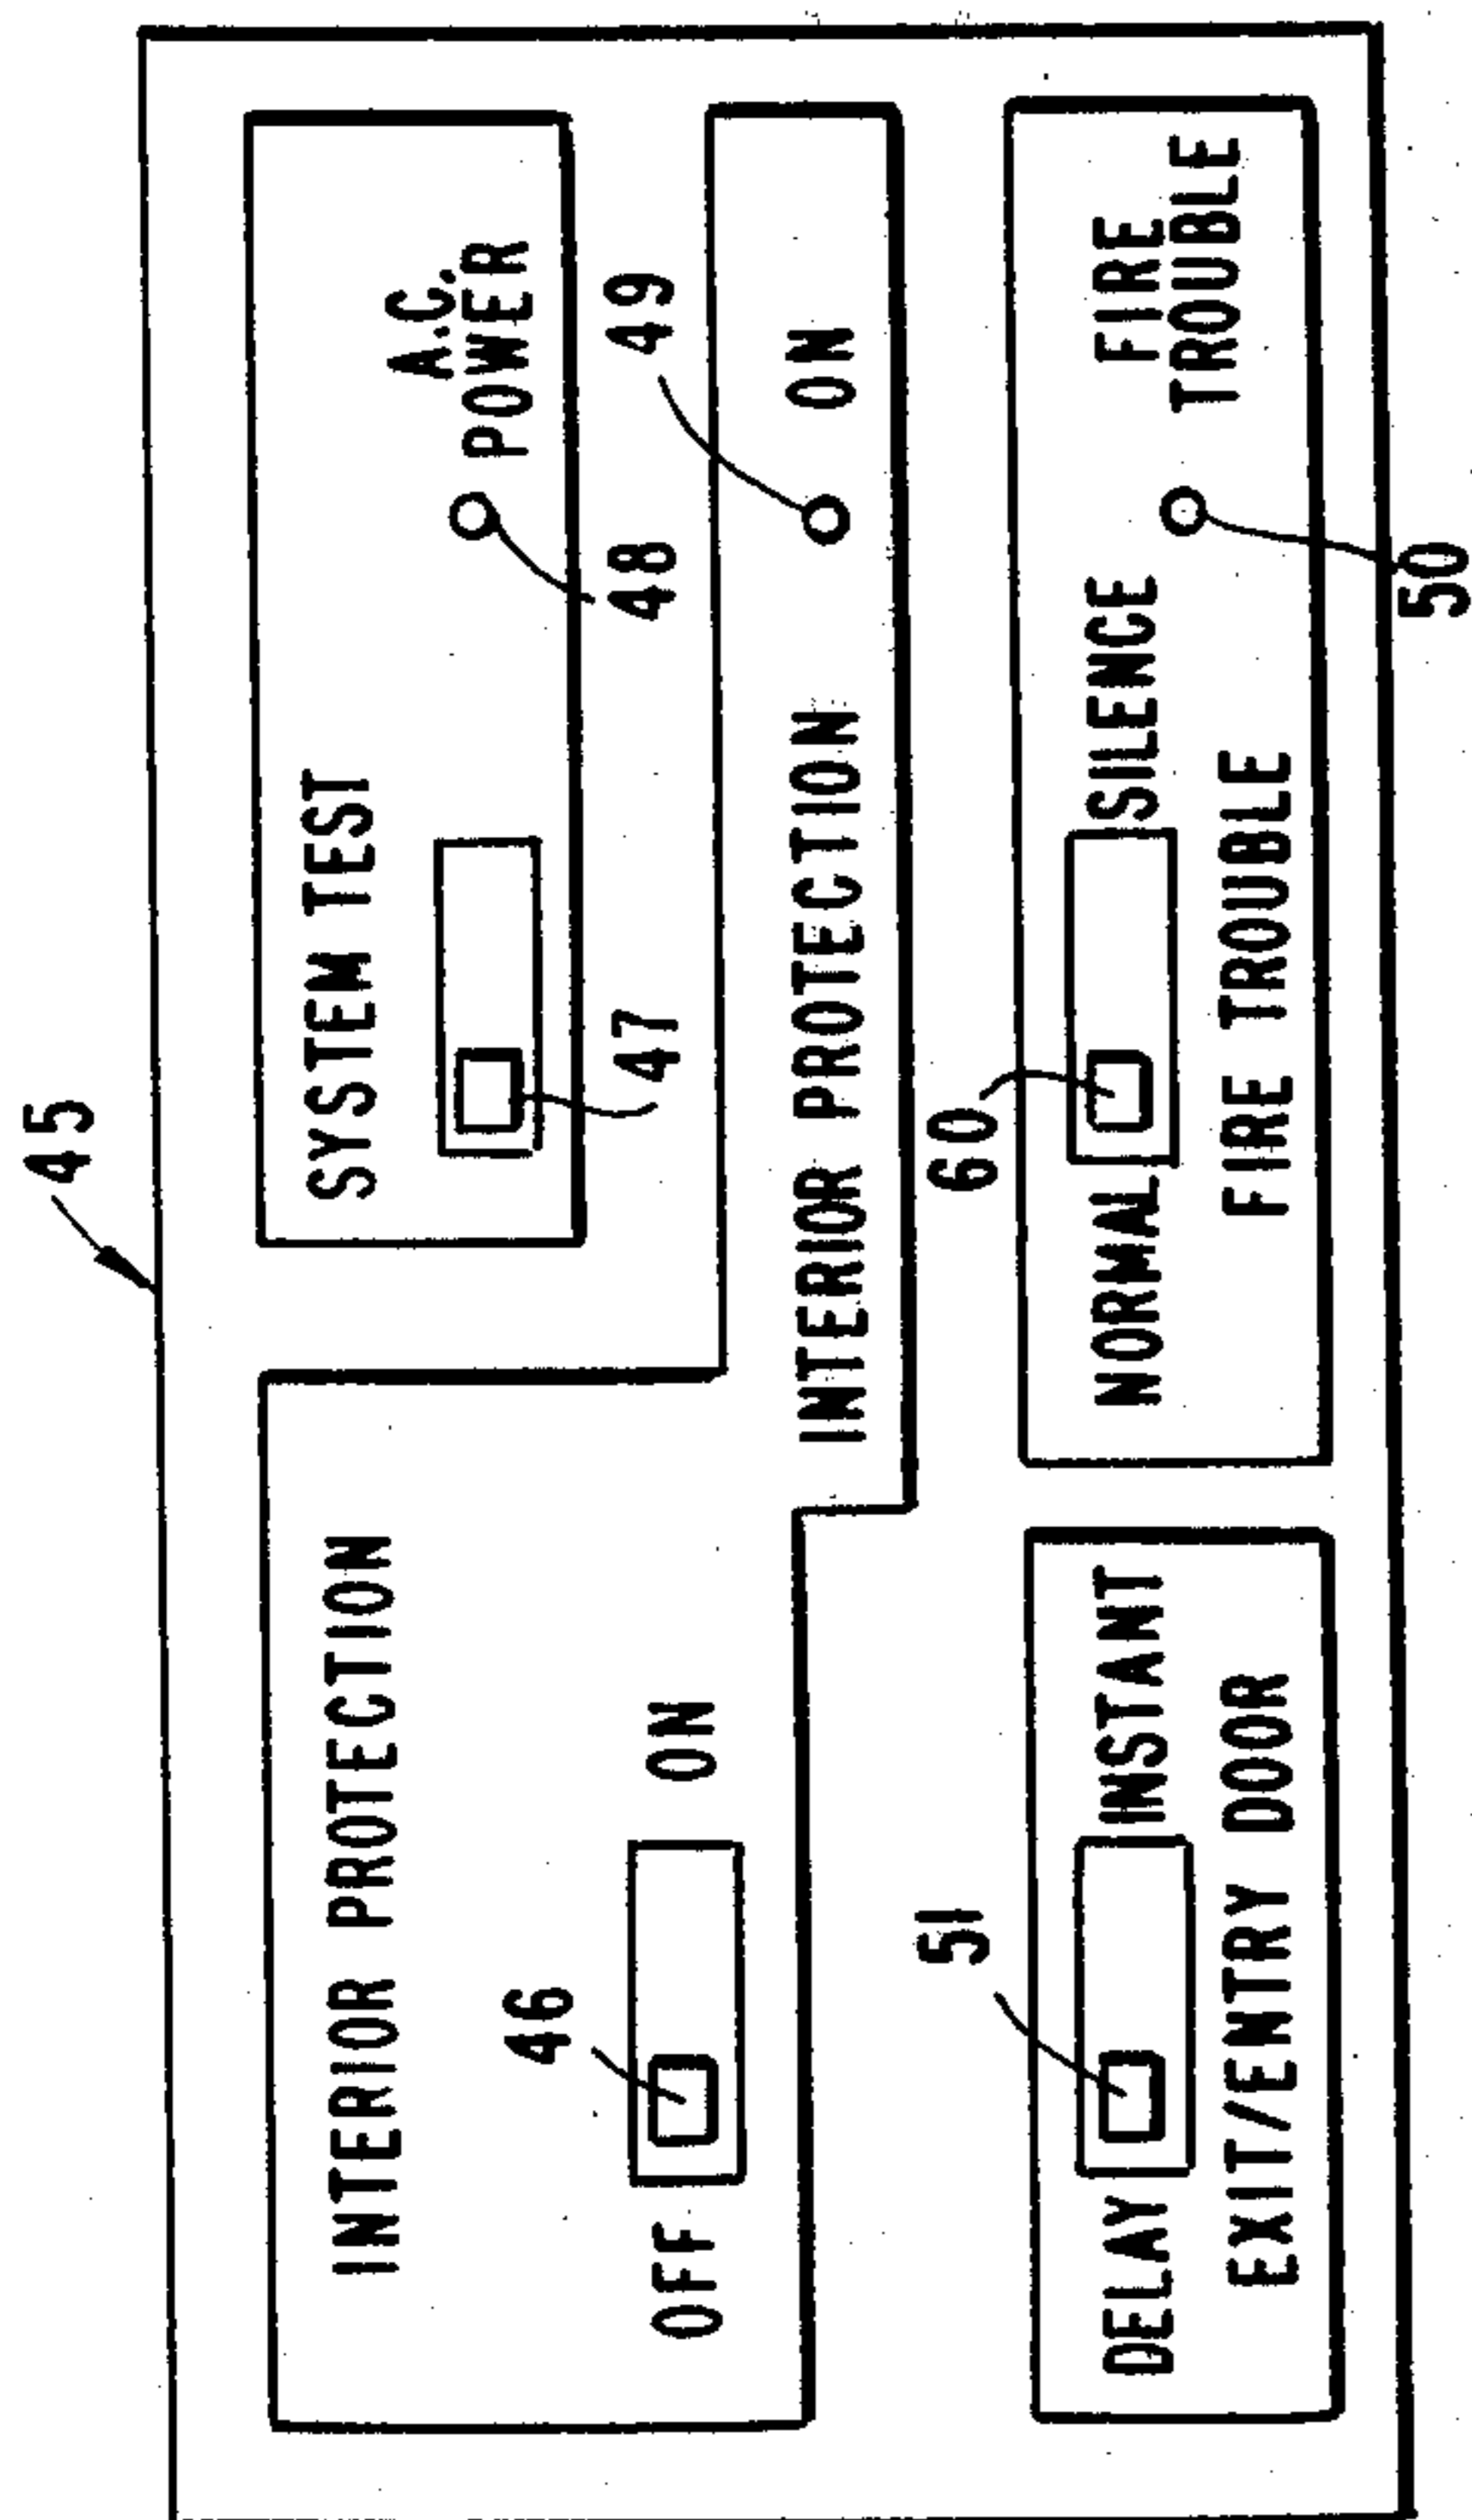 45
INTERIOR PROTECTION
46
OFF
ON
SYSTEM TEST
47
A.C.
POWER
48
49
INTERIOR PROTECTION
ON
51
DELAY
INSTANT
EXIT/ENTRY DOOR
60
NORMAL
SILENCE
FIRE TROUBLE
FIRE
TROUBLE
50